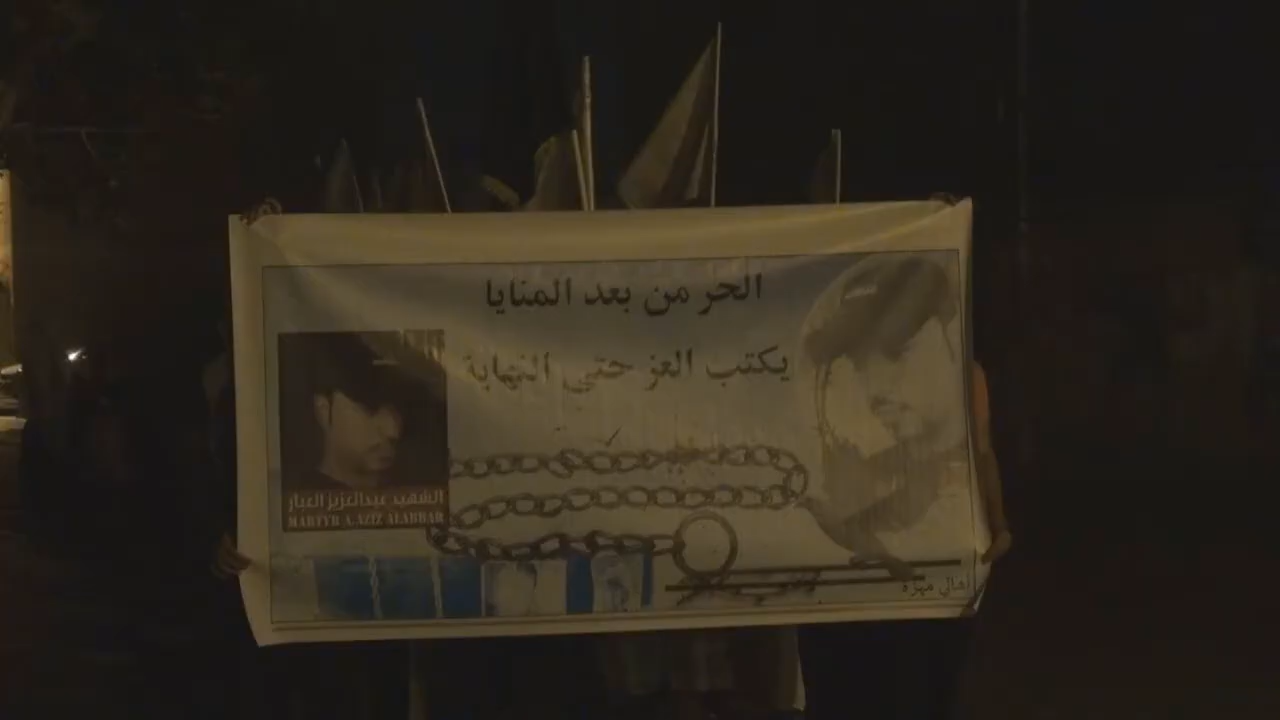 الحر من بعد المنايا
يكتب العز حتى النهاية
الشهيد عبدالعزيز العبار
MARTYR A.AZIZ ALABBAR
أهالي مهزة